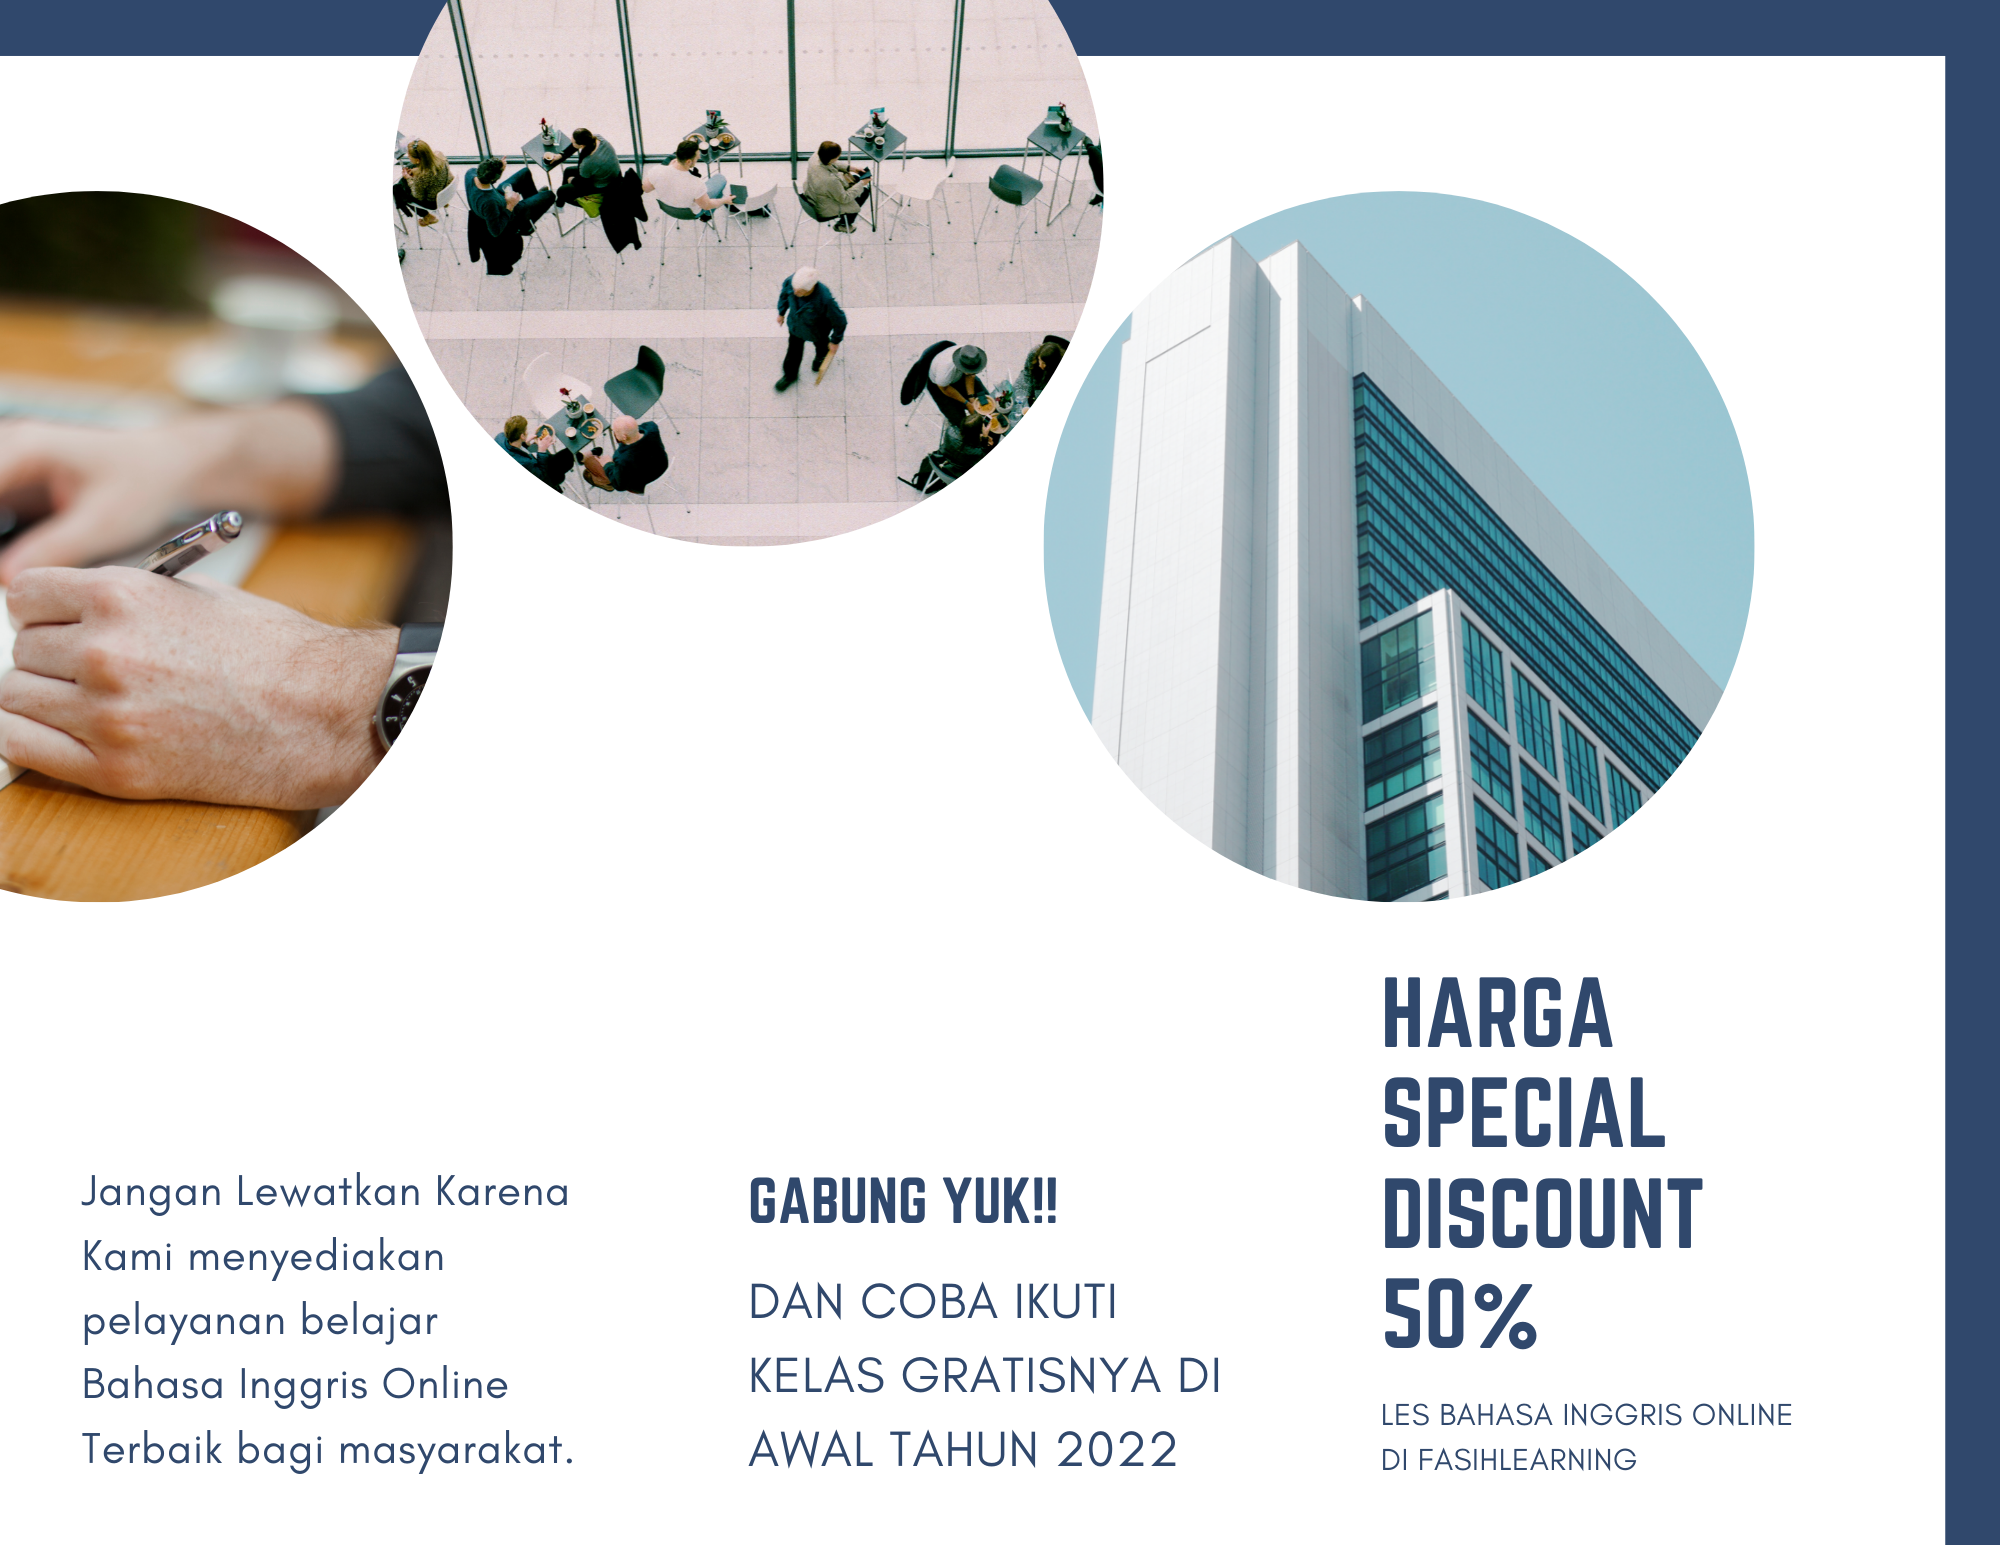 Jangan Lewatkan Karena
Kami menyediakan
pelayanan belajar
Bahasa Inggris Online
Terbaik bagi masyarakat.
GABUNG YUK!!
DAN COBA IKUTI
KELAS GRATISNYA DI
AWAL TAHUN 2022
HARGA
SPECIAL
DISCOUNT
50%
LES BAHASA INGGRIS ONLINE
DI FASIHLEARNING